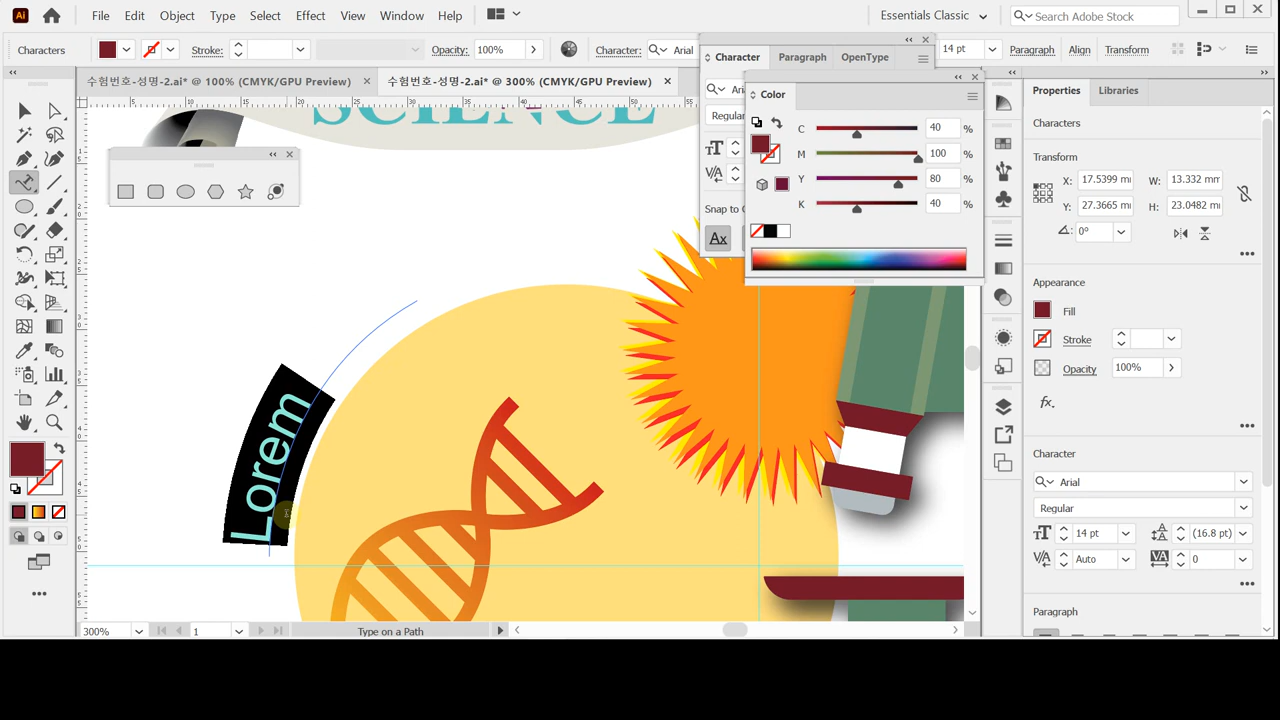 Ai File Edit Object Type Select Effect View Window Help Essentials Classic Search Adobe Stock
Characters Stroke: Opacity: 100% Character: Arial 14 pt Paragraph Align Transform
수험번호-성명-2.ai* @ 100% (CMYK/GPU Preview) 수험번호-성명-2.ai* @ 300% (CMYK/GPU Preview)
Character Paragraph OpenType
Regular
Color
C 40 %
M 100 %
Y 80 %
K 40 %
SCIENCE
Lorem
Properties Libraries
Characters
Transform
X: 17.5399 mm W: 13.332 mm
Y: 27.3665 mm H: 23.0482 mm
0°
Appearance
Fill
Stroke
Opacity 100%
Character
Arial
Regular
14 pt (16.8 pt)
Auto 0
Paragraph
300% 1 Type on a Path